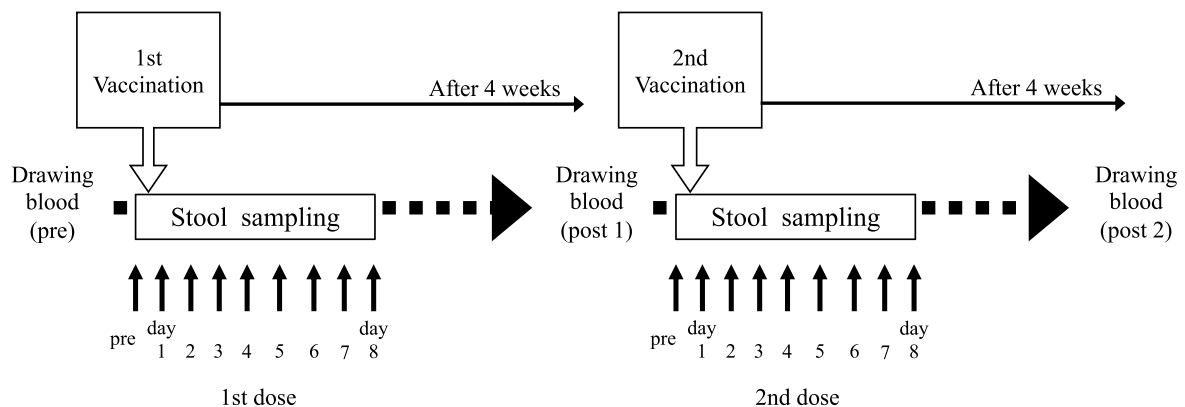 1st
Vaccination
After 4 weeks
2nd
Vaccination
After 4 weeks
Drawing
blood
(pre)
Stool sampling
Drawing
blood
(post 1)
Stool sampling
Drawing
blood
(post 2)
pre
day
1 2 3 4 5 6 7
day
8
pre
day
1 2 3 4 5 6 7
day
8
1st dose
2nd dose